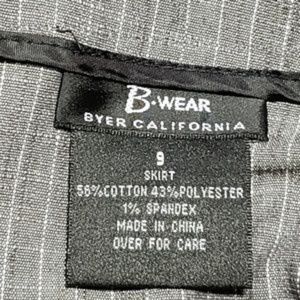 B·WEAR
BYER CALIFORNIA
9
SKIRT
56%COTTON 43%POLYESTER
1% SPANDEX
MADE IN CHINA
OVER FOR CARE